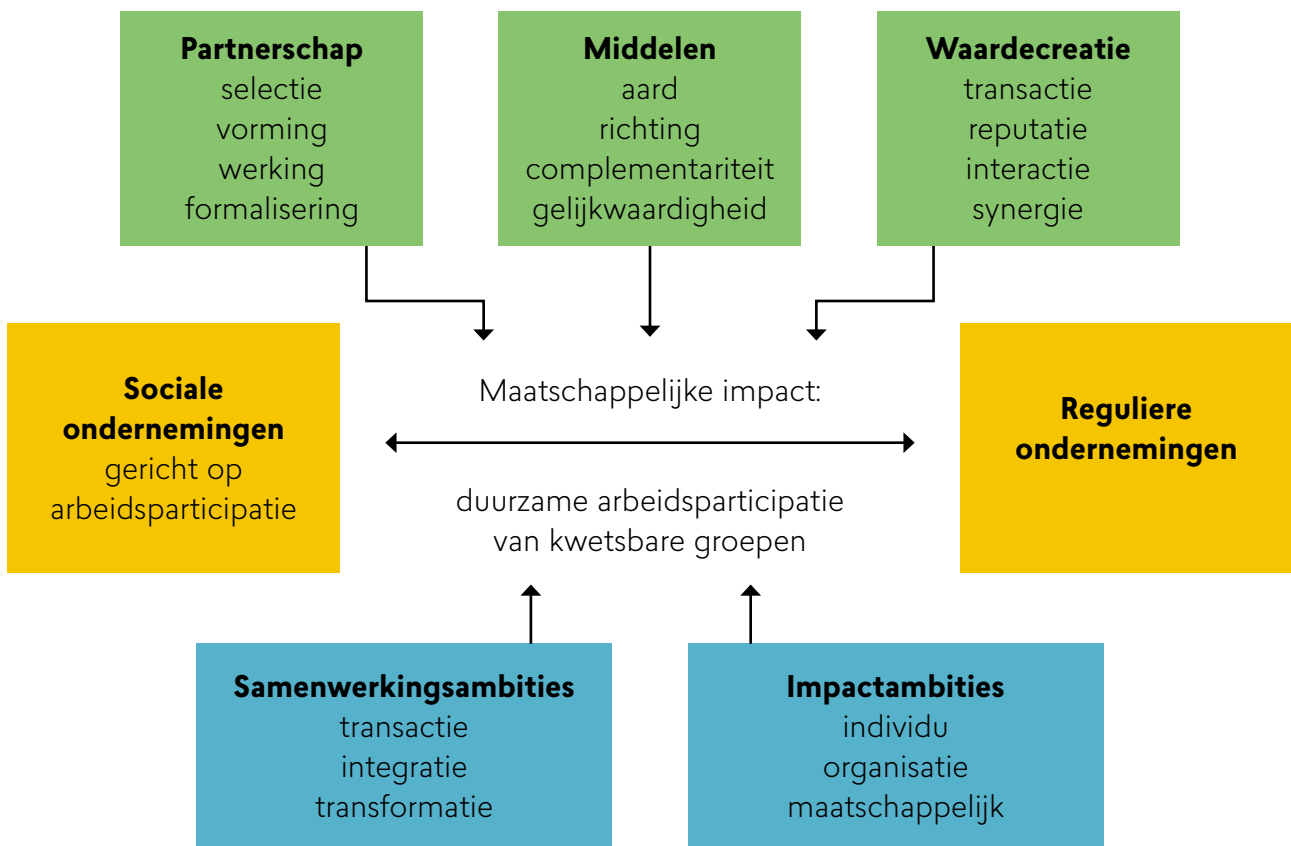 Partnerschap
selectie
vorming
werking
formalisering
Middelen
aard
richting
complementariteit
gelijkwaardigheid
Waardecreatie
transactie
reputatie
interactie
synergie
Sociale
ondernemingen
gericht op
arbeidsparticipatie
Maatschappelijke impact:
duurzame arbeidsparticipatie
van kwetsbare groepen
Reguliere
ondernemingen
Samenwerkingsambities
transactie
integratie
transformatie
Impactambities
individu
organisatie
maatschappelijk